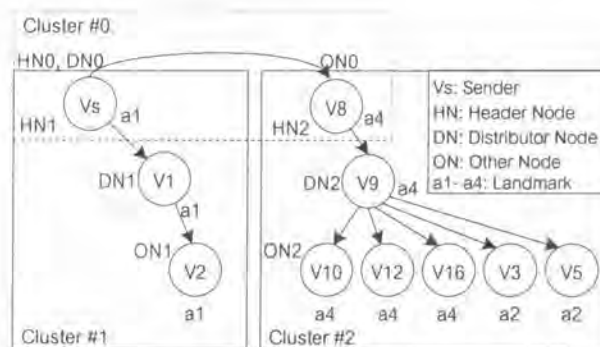 Cluster #0
HN0, DN0
ON0
Vs
a1
HN1
V8
a4
HN2
Vs: Sender
HN: Header Node
DN: Distributor Node
ON: Other Node
a1- a4: Landmark
DN1
V1
a1
DN2
V9
a4
ON1
V2
a1
ON2
V10
V12
V16
V3
V5
a4
a4
a4
a2
a2
Cluster #1
Cluster #2